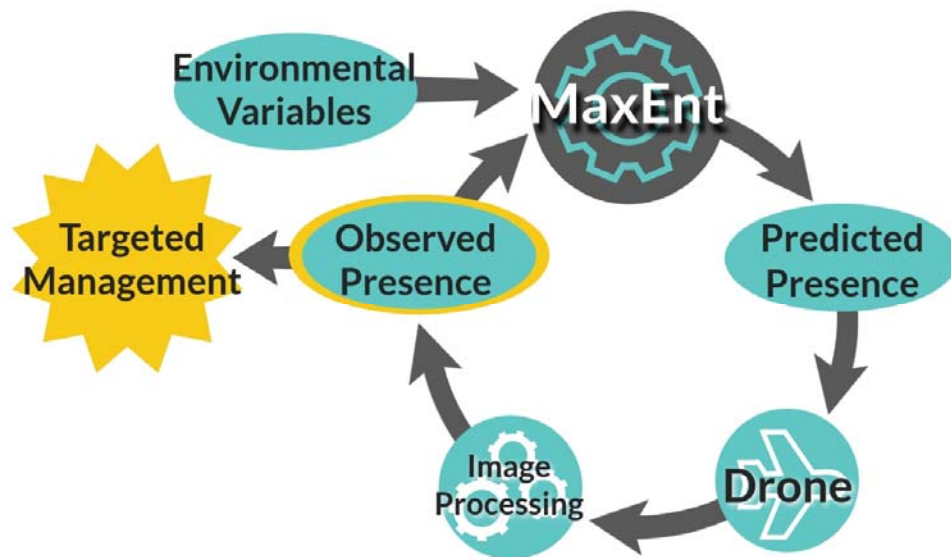 Environmental
Variables
MaxEnt
Targeted
Management
Observed
Presence
Predicted
Presence
Image
Processing
Drone